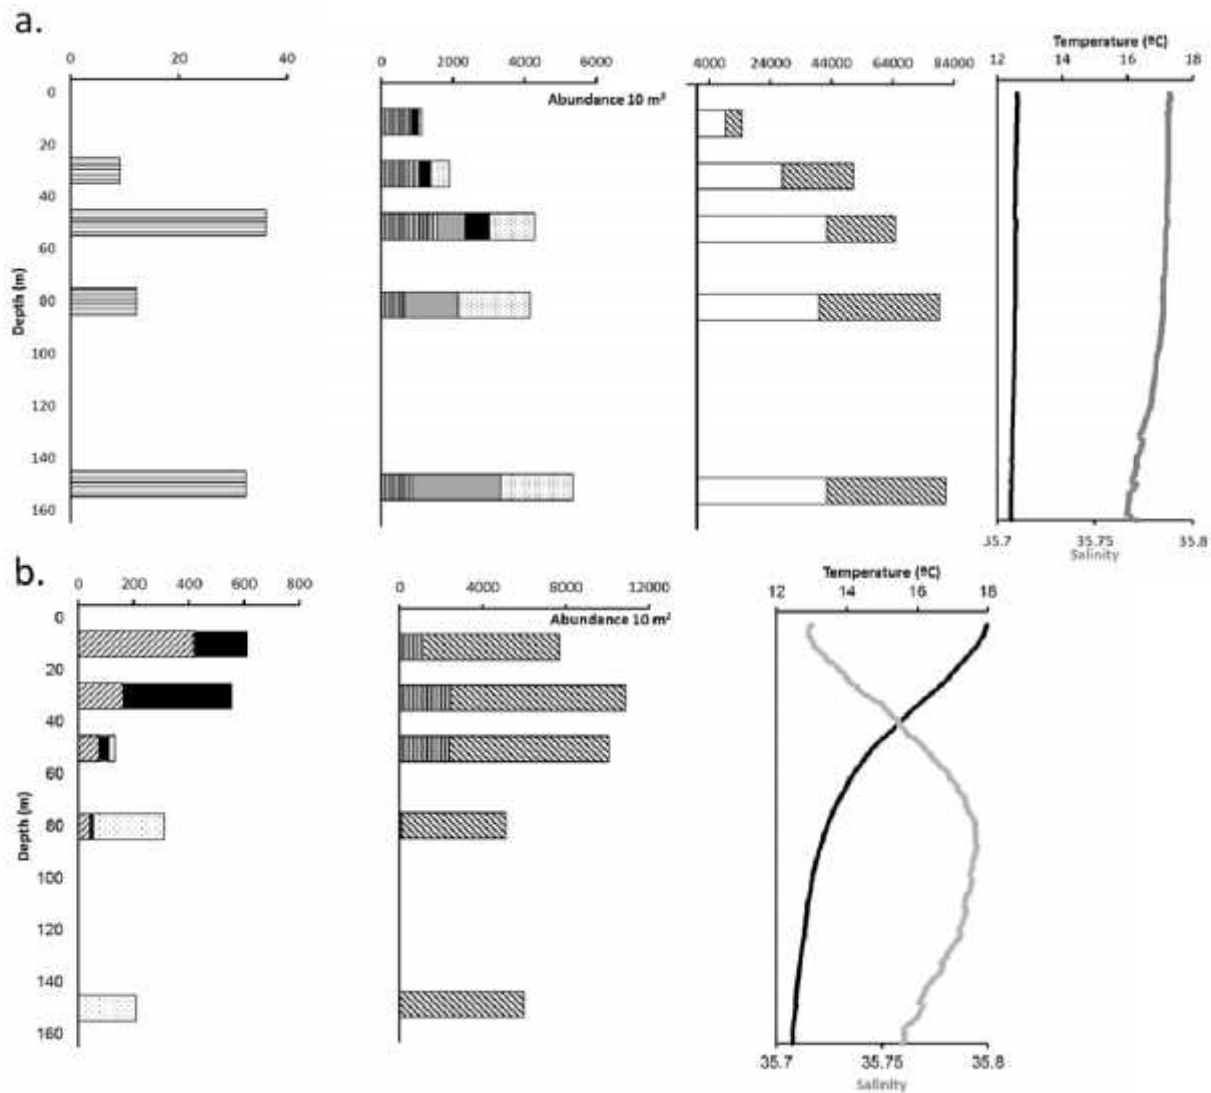 a.
Temperature (ºC)
0 20 40
0 2000 4000 6000
4000 24000 44000 64000 84000
12 14 16 18
Abundance 10 m²
0
20
40
60
80
100
120
140
160
Depth (m)
35.7 35.75 35.8
Salinity
b.
Temperature (ºC)
0 200 400 600 800
0 4000 8000 12000
12 14 16 18
Abundance 10 m²
0
20
40
60
80
100
120
140
160
Depth (m)
35.7 35.75 35.8
Salinity